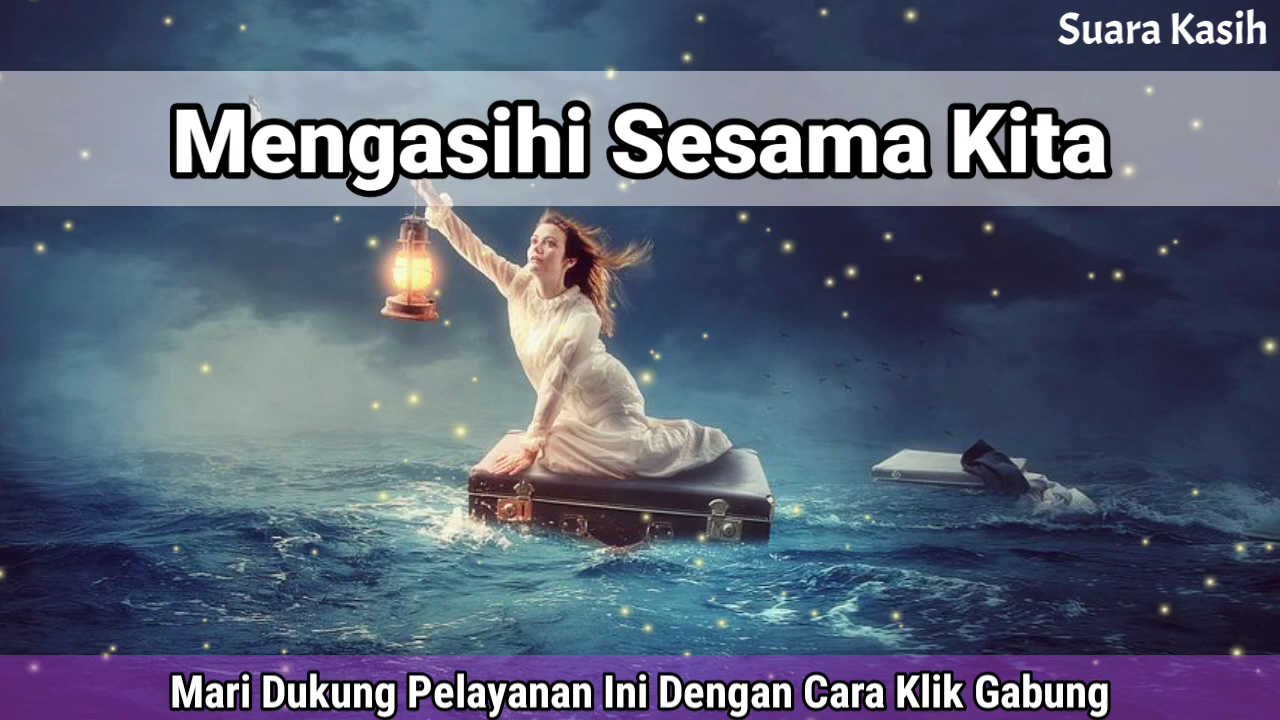 Suara Kasih
Mengasihi Sesama Kita
Mari Dukung Pelayanan Ini Dengan Cara Klik Gabung